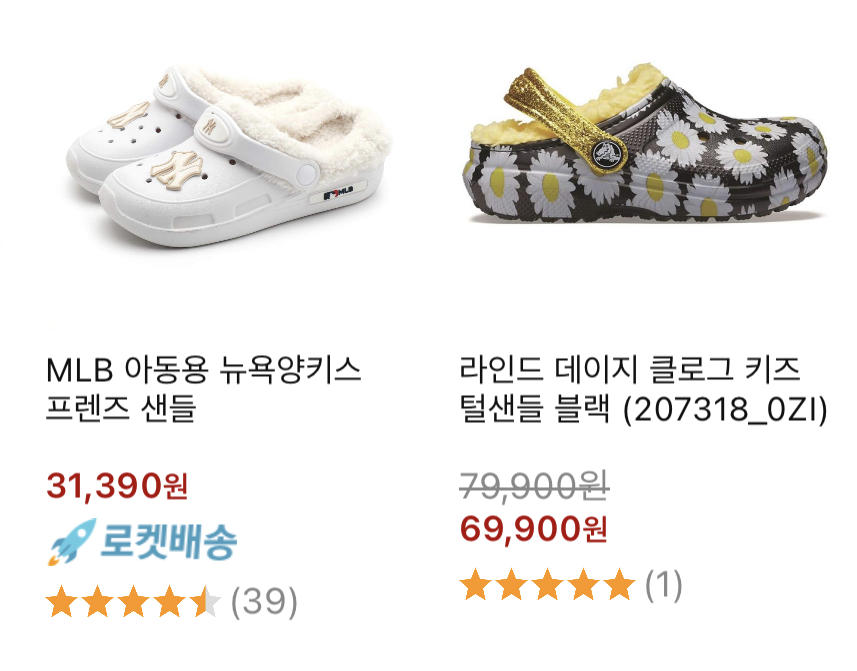 MLB
MLB 아동용 뉴욕양키스
프렌즈 샌들
31,390원
로켓배송
(39)
라인드 데이지 클로그 키즈
털샌들 블랙 (207318_0ZI)
79,900원
69,900원
(1)